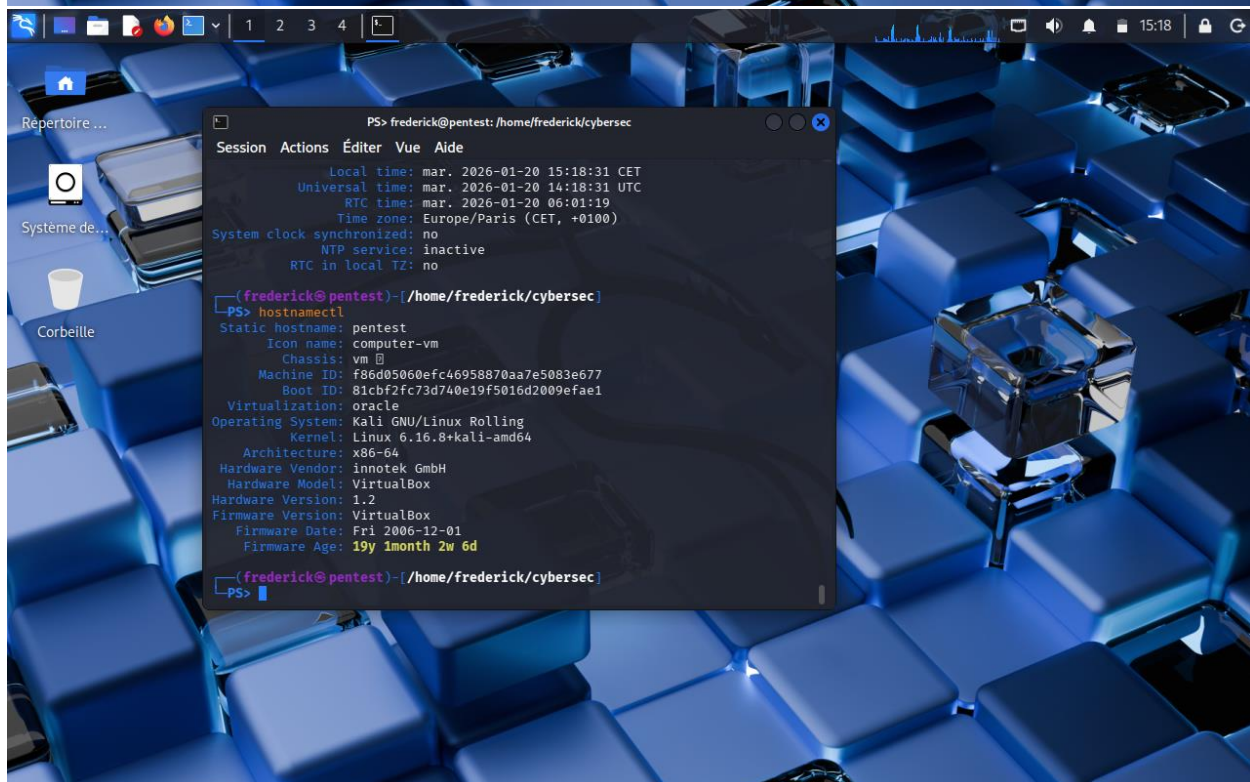 1 2 3 4 15:18
Répertoire ...
Système de...
Corbeille
PS> frederick@pentest: /home/frederick/cybersec
Session Actions Éditer Vue Aide
Local time: mar. 2026-01-20 15:18:31 CET
Universal time: mar. 2026-01-20 14:18:31 UTC
RTC time: mar. 2026-01-20 06:01:19
Time zone: Europe/Paris (CET, +0100)
System clock synchronized: no
NTP service: inactive
RTC in local TZ: no
┌──(frederick㉿pentest)-[/home/frederick/cybersec]
└─PS> hostnamectl
Static hostname: pentest
Icon name: computer-vm
Chassis: vm
Machine ID: f86d05060efc46958870aa7e5083e677
Boot ID: 81cbf2fc73d740e19f5016d2009efae1
Virtualization: oracle
Operating System: Kali GNU/Linux Rolling
Kernel: Linux 6.16.8+kali-amd64
Architecture: x86-64
Hardware Vendor: innotek GmbH
Hardware Model: VirtualBox
Hardware Version: 1.2
Firmware Version: VirtualBox
Firmware Date: Fri 2006-12-01
Firmware Age: 19y 1month 2w 6d
┌──(frederick㉿pentest)-[/home/frederick/cybersec]
└─PS>